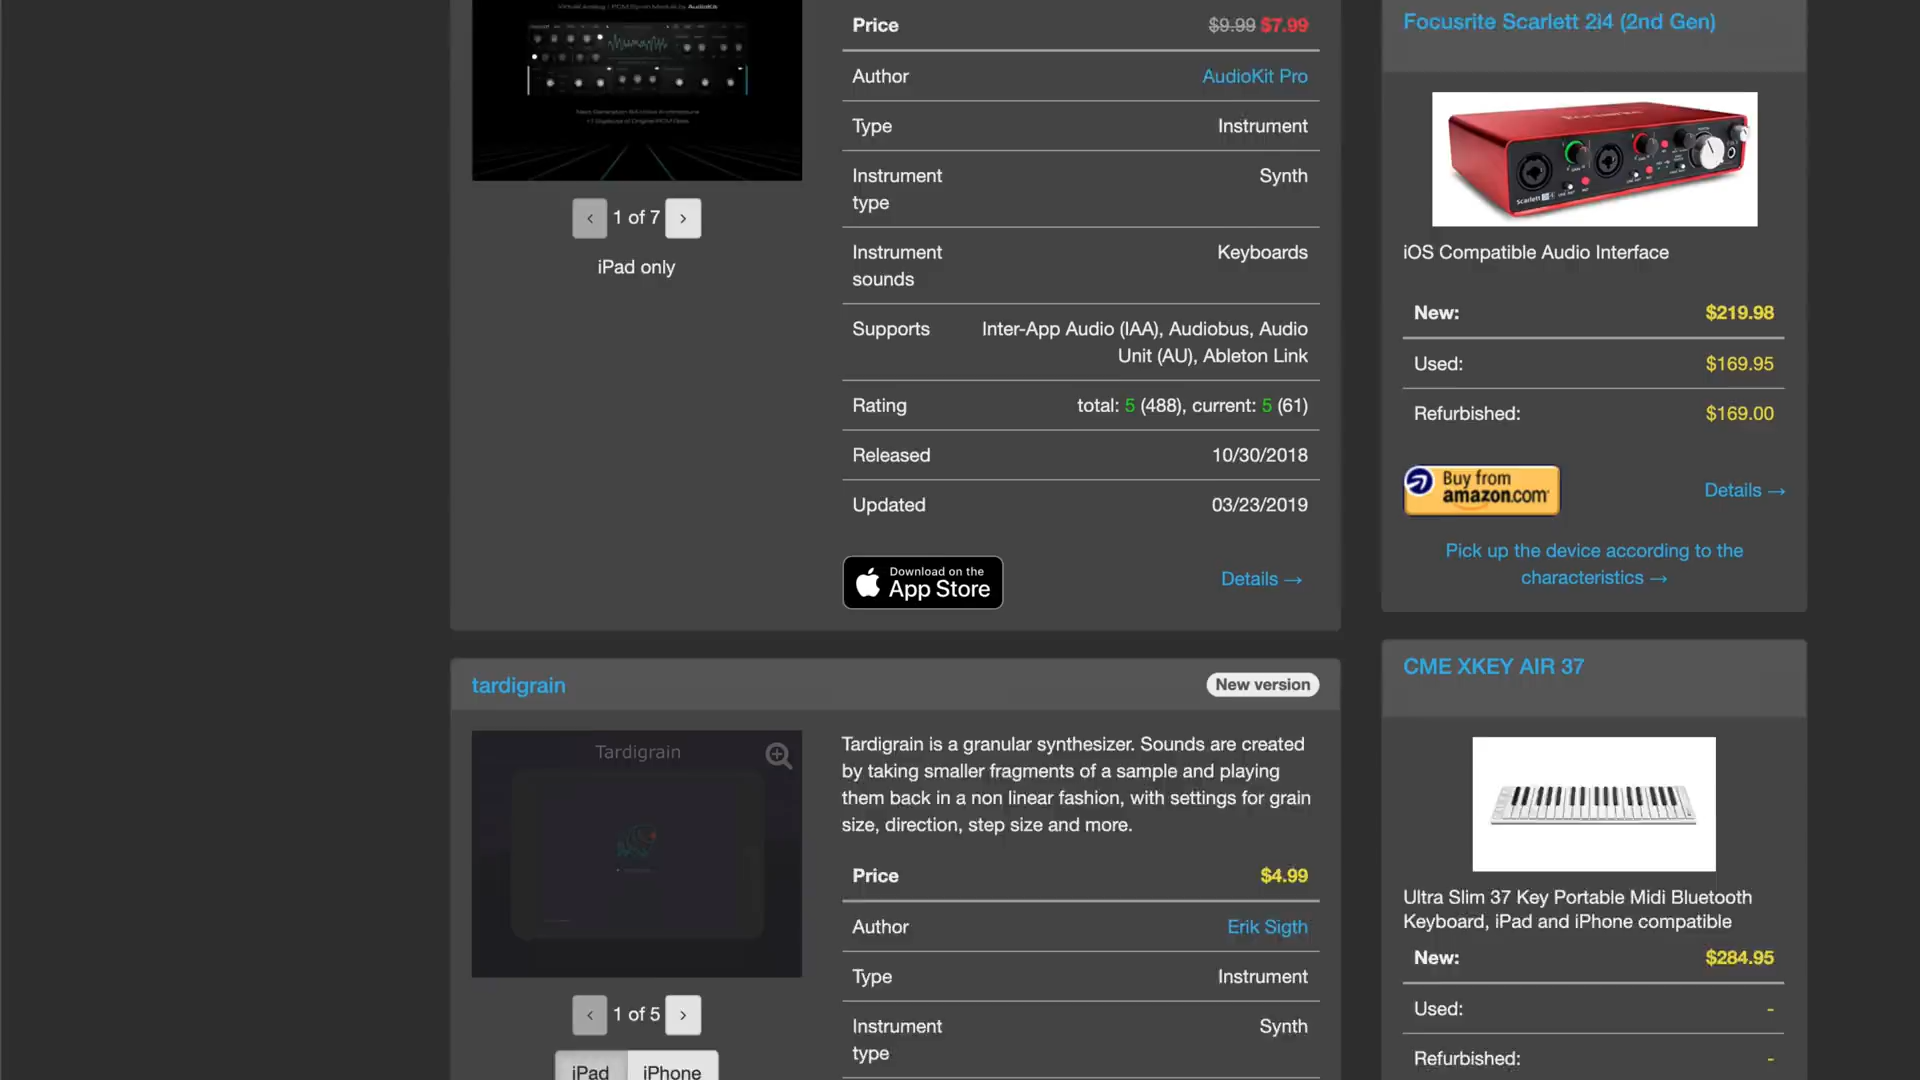 Virtual Analog / PCM Synth Module by AudioKit
1 of 7
iPad only
Price $9.99 $7.99
Author AudioKit Pro
Type Instrument
Instrument type Synth
Instrument sounds Keyboards
Supports Inter-App Audio (IAA), Audiobus, Audio
Unit (AU), Ableton Link
Rating total: 5 (488), current: 5 (61)
Released 10/30/2018
Updated 03/23/2019
Download on the
App Store
Details →
tardigrain
New version
Tardigrain
Tardigrain is a granular synthesizer. Sounds are created
by taking smaller fragments of a sample and playing
them back in a non linear fashion, with settings for grain
size, direction, step size and more.
Price $4.99
Author Erik Sigth
Type Instrument
Instrument type Synth
1 of 5
iPad iPhone
Focusrite Scarlett 2i4 (2nd Gen)
Scarlett
iOS Compatible Audio Interface
New: $219.98
Used: $169.95
Refurbished: $169.00
Buy from
amazon.com
Details →
Pick up the device according to the
characteristics →
CME XKEY AIR 37
Ultra Slim 37 Key Portable Midi Bluetooth
Keyboard, iPad and iPhone compatible
New: $284.95
Used: -
Refurbished: -